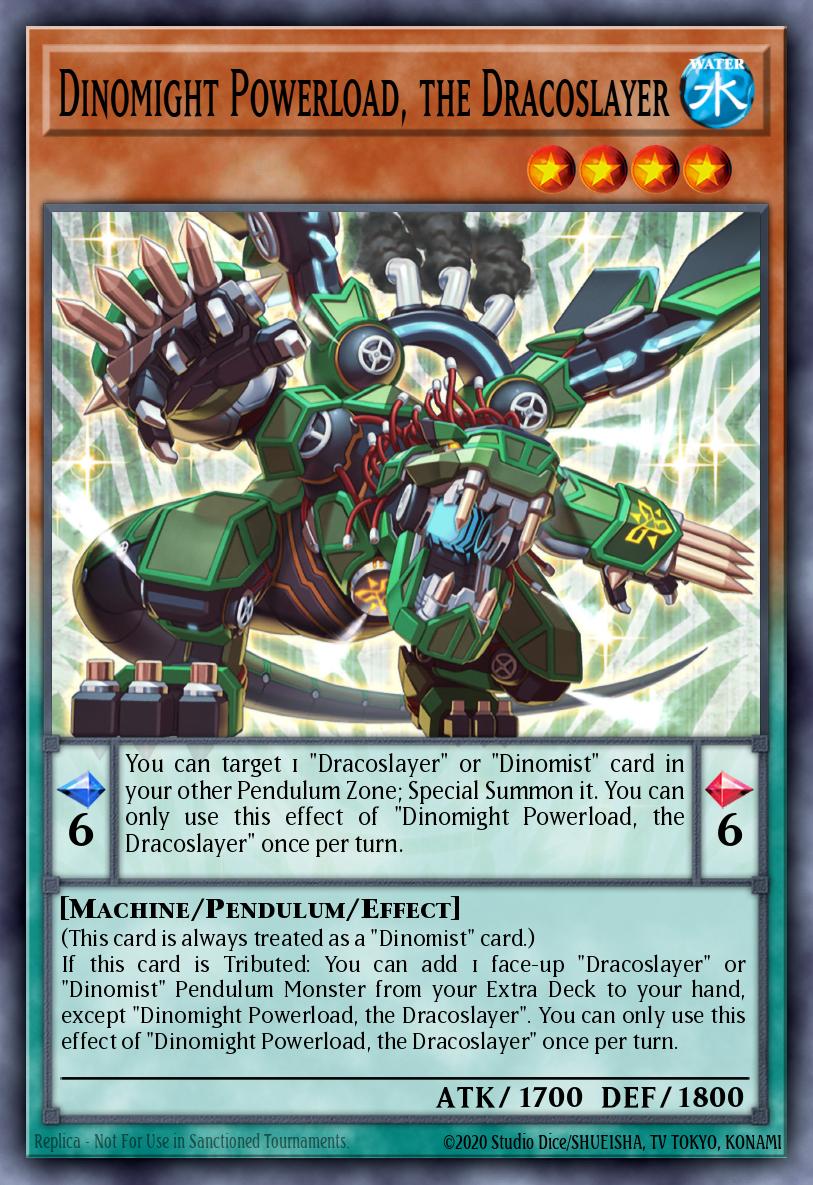 Dinomight Powerload, the Dracoslayer
WATER
水
You can target 1 "Dracoslayer" or "Dinomist" card in
your other Pendulum Zone; Special Summon it. You can
only use this effect of "Dinomight Powerload, the
Dracoslayer" once per turn.
6
6
[Machine/Pendulum/Effect]
(This card is always treated as a "Dinomist" card.)
If this card is Tributed: You can add 1 face-up "Dracoslayer" or
"Dinomist" Pendulum Monster from your Extra Deck to your hand,
except "Dinomight Powerload, the Dracoslayer". You can only use this
effect of "Dinomight Powerload, the Dracoslayer" once per turn.
ATK/ 1700 DEF/ 1800
Replica - Not For Use in Sanctioned Tournaments.
©2020 Studio Dice/SHUEISHA, TV TOKYO, KONAMI